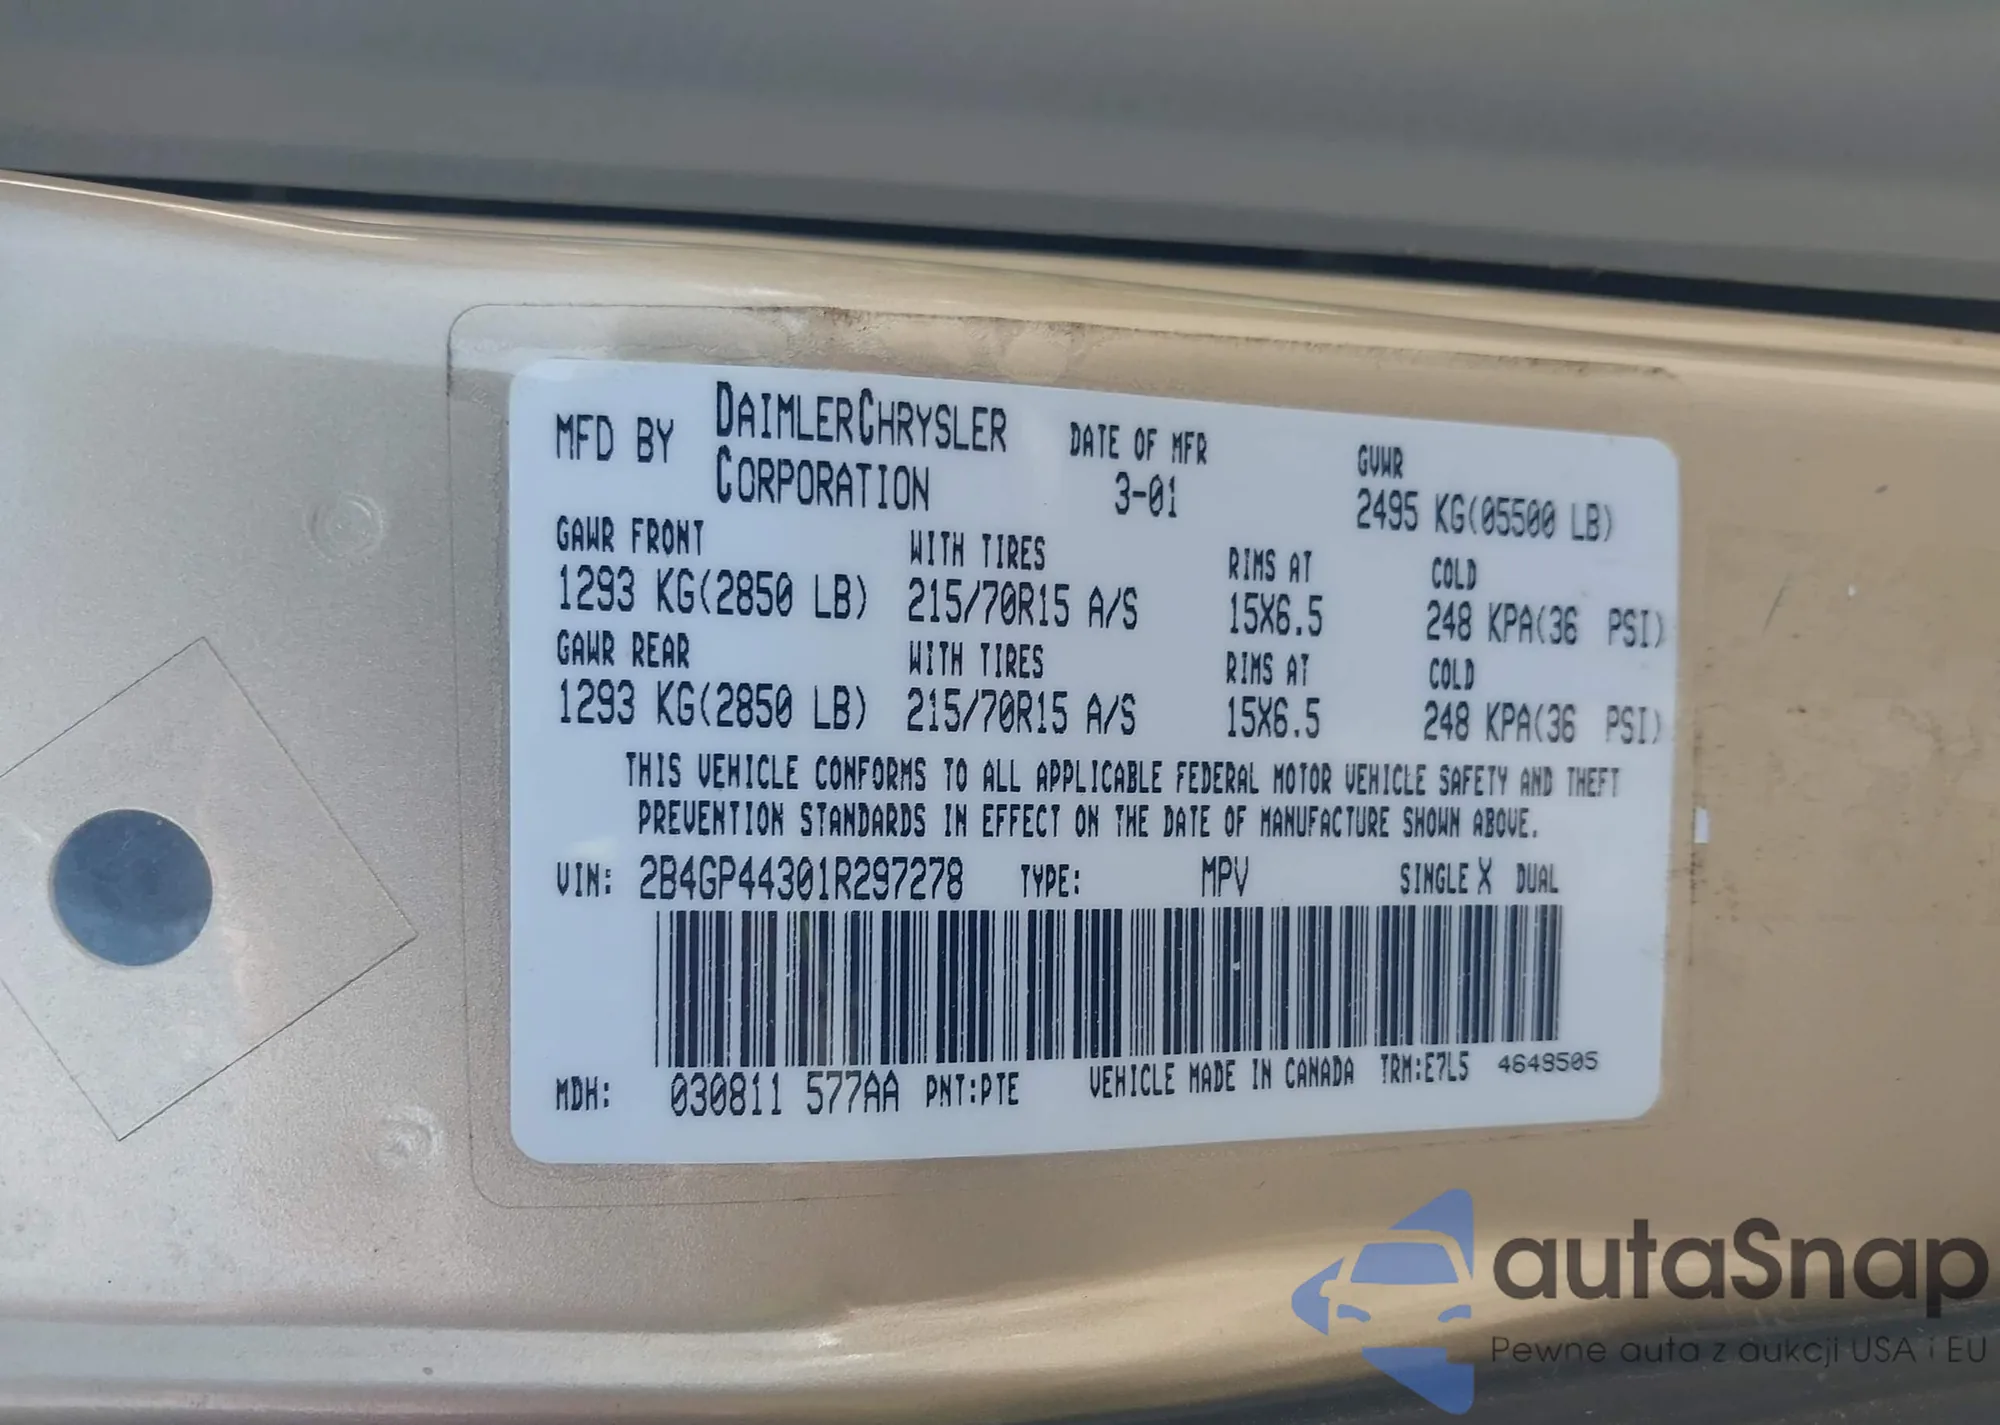 MFD BY DAIMLERCHRYSLER CORPORATION DATE OF MFR 3-01 GVWR 2495 KG(05500 LB)
GAWR FRONT WITH TIRES RIMS AT COLD
1293 KG(2850 LB) 215/70R15 A/S 15X6.5 248 KPA(36 PSI)
GAWR REAR WITH TIRES RIMS AT COLD
1293 KG(2850 LB) 215/70R15 A/S 15X6.5 248 KPA(36 PSI)
THIS VEHICLE CONFORMS TO ALL APPLICABLE FEDERAL MOTOR VEHICLE SAFETY AND THEFT
PREVENTION STANDARDS IN EFFECT ON THE DATE OF MANUFACTURE SHOWN ABOVE.
VIN: 2B4GP44301R297278 TYPE: MPV SINGLE X DUAL
MDH: 030811 577AA PNT:PTE VEHICLE MADE IN CANADA TRM:E7L5 4648505
autaSnap
Pewne auta z aukcji USA i EU